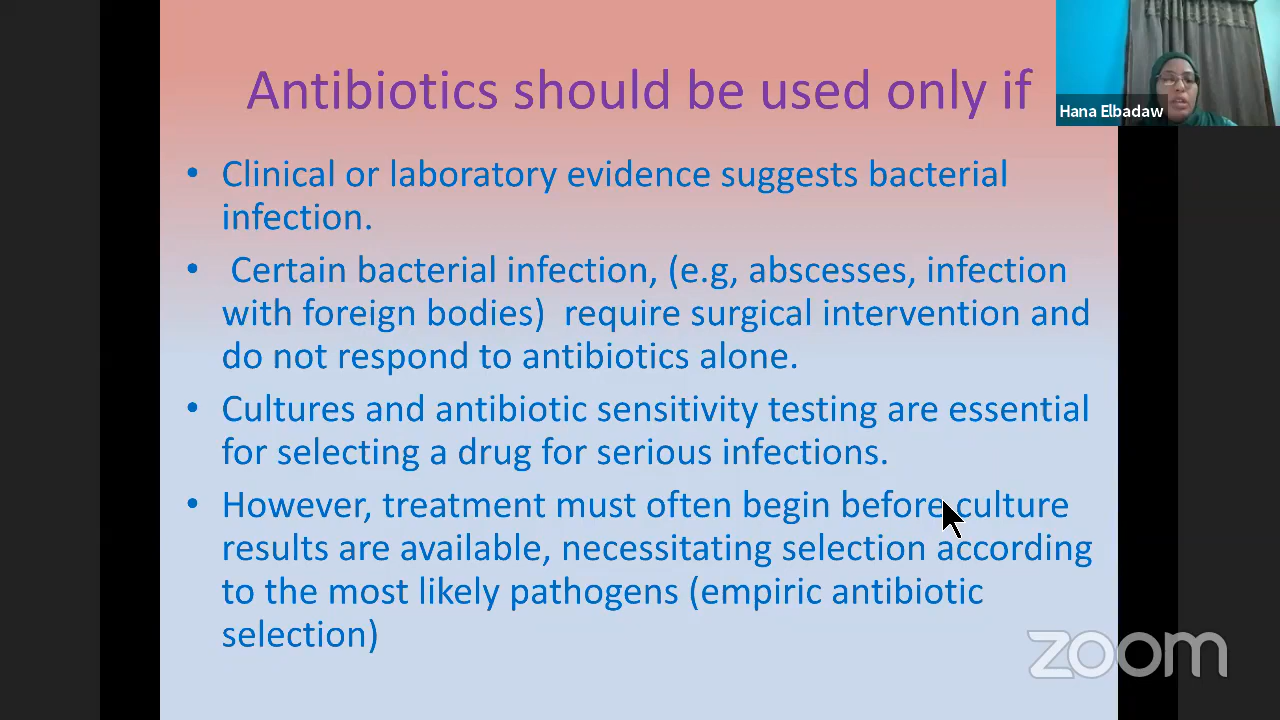 Antibiotics should be used only if
Hana Elbadaw
• Clinical or laboratory evidence suggests bacterial
infection.
• Certain bacterial infection, (e.g, abscesses, infection
with foreign bodies) require surgical intervention and
do not respond to antibiotics alone.
• Cultures and antibiotic sensitivity testing are essential
for selecting a drug for serious infections.
• However, treatment must often begin before culture
results are available, necessitating selection according
to the most likely pathogens (empiric antibiotic
selection)
zoom